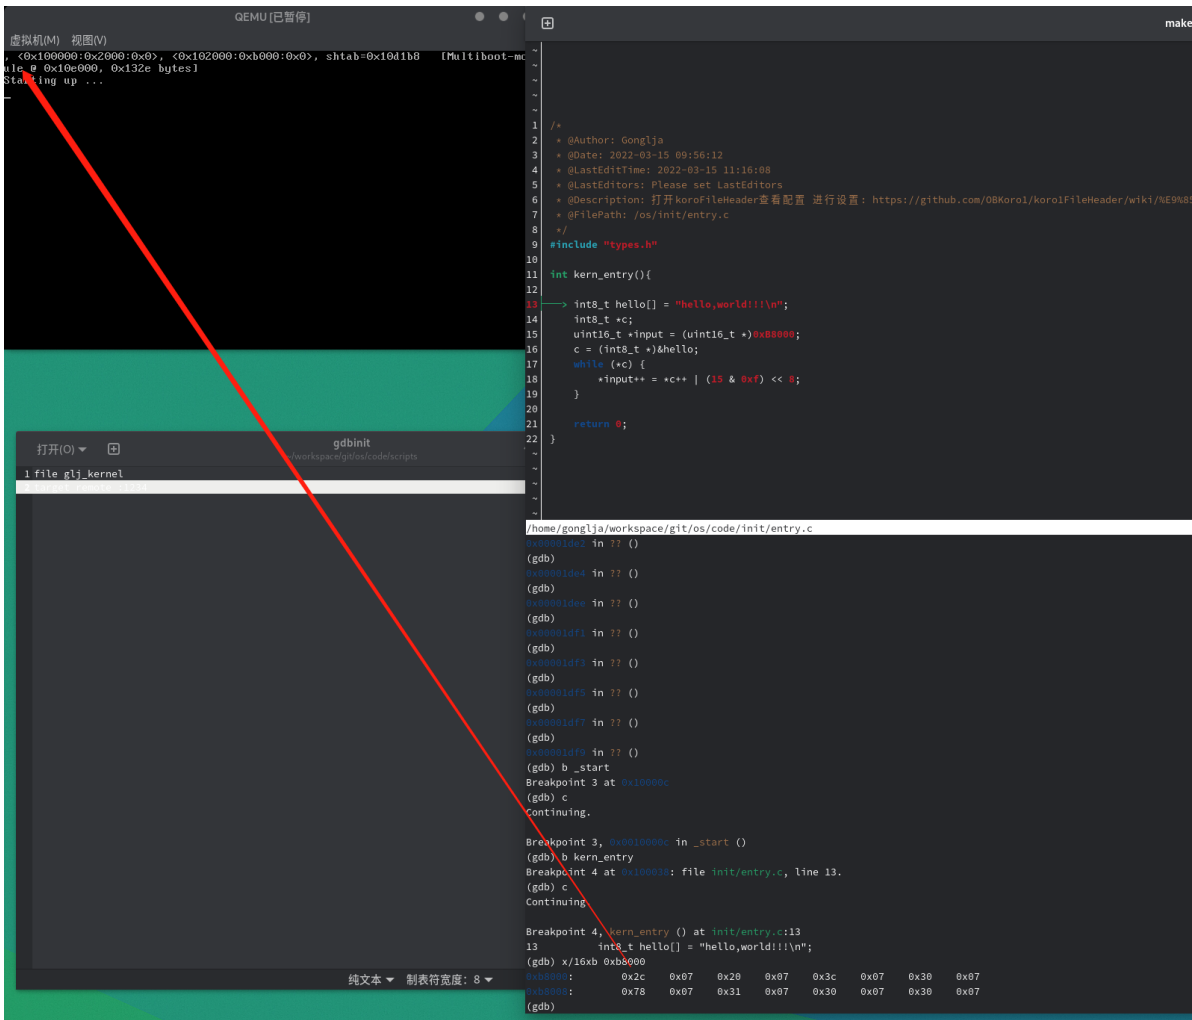 QEMU [已暂停]
虚拟机(M) 视图(V)
, <0x100000:0x2000:0x0>, <0x102000:0xb000:0x0>, shtab=0x10d1b8 [Multiboot-mo
ule @ 0x10e000, 0x132e bytes]
Starting up ...
打开(O)
gdbinit
~/workspace/git/os/code/scripts
1 file glj_kernel
纯文本 制表符宽度: 8
make
~
~
~
~
~
1 /*
2 * @Author: Gonglja
3 * @Date: 2022-03-15 09:56:12
4 * @LastEditTime: 2022-03-15 11:16:08
5 * @LastEditors: Please set LastEditors
6 * @Description: 打开koroFileHeader查看配置 进行设置: https://github.com/OBKoro1/koro1FileHeader/wiki/%E9%85
7 * @FilePath: /os/init/entry.c
8 */
9 #include "types.h"
10
11 int kern_entry(){
12
13 ──> int8_t hello[] = "hello,world!!!\n";
14 int8_t *c;
15 uint16_t *input = (uint16_t *)0xB8000;
16 c = (int8_t *)&hello;
17 while (*c) {
18 *input++ = *c++ | (15 & 0xf) << 8;
19 }
20
21 return 0;
22 }
~
~
~
~
~
/home/gonglja/workspace/git/os/code/init/entry.c
0x00001de2 in ?? ()
(gdb)
0x00001de4 in ?? ()
(gdb)
0x00001dee in ?? ()
(gdb)
0x00001df1 in ?? ()
(gdb)
0x00001df3 in ?? ()
(gdb)
0x00001df5 in ?? ()
(gdb)
0x00001df7 in ?? ()
(gdb)
0x00001df9 in ?? ()
(gdb) b _start
Breakpoint 3 at 0x10000c
(gdb) c
Continuing.
Breakpoint 3, 0x0010000c in _start ()
(gdb) b kern_entry
Breakpoint 4 at 0x100038: file init/entry.c, line 13.
(gdb) c
Continuing.
Breakpoint 4, kern_entry () at init/entry.c:13
13 int8_t hello[] = "hello,world!!!\n";
(gdb) x/16xb 0xb8000
0xb8000: 0x2c 0x07 0x20 0x07 0x3c 0x07 0x30 0x07
0xb8008: 0x78 0x07 0x31 0x07 0x30 0x07 0x30 0x07
(gdb)